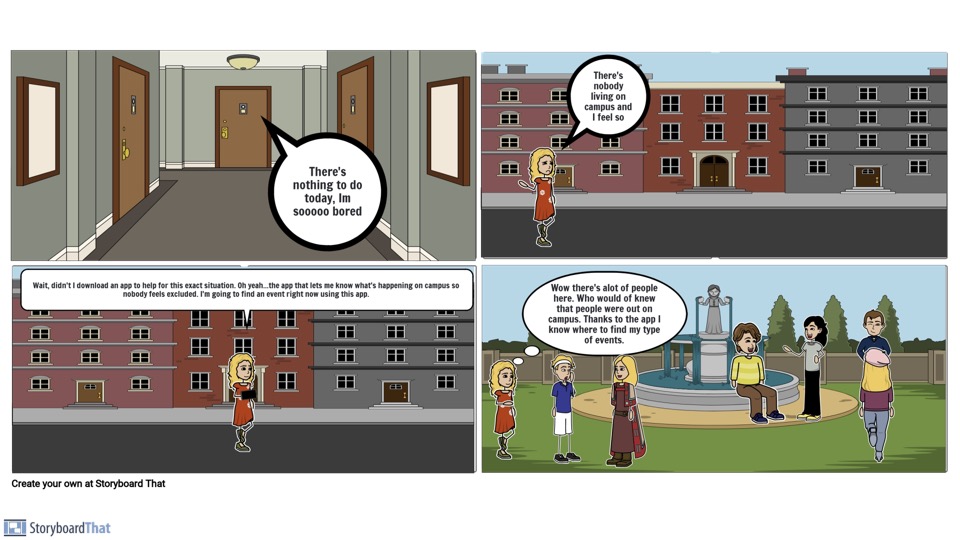 There's
nothing to do
today, Im
sooooo bored
There's
nobody
living on
campus and
I feel so
Wait, didn't I download an app to help for this exact situation. Oh yeah...the app that lets me know what's happening on campus so
nobody feels excluded. I'm going to find an event right now using this app.
Wow there's alot of people
here. Who would of knew
that people were out on
campus. Thanks to the app I
know where to find my type
of events.
Create your own at Storyboard That
StoryboardThat